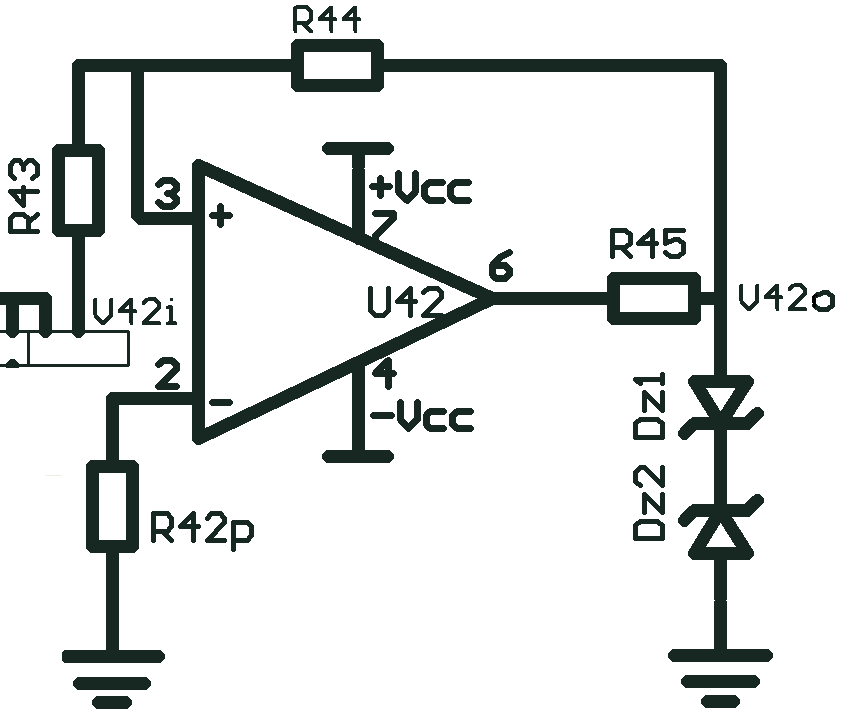 R44
R43
3
+
+Vcc
7
R45
6
V42i
U42
V42o
2
4
-
-Vcc
Dz1
Dz2
R42p